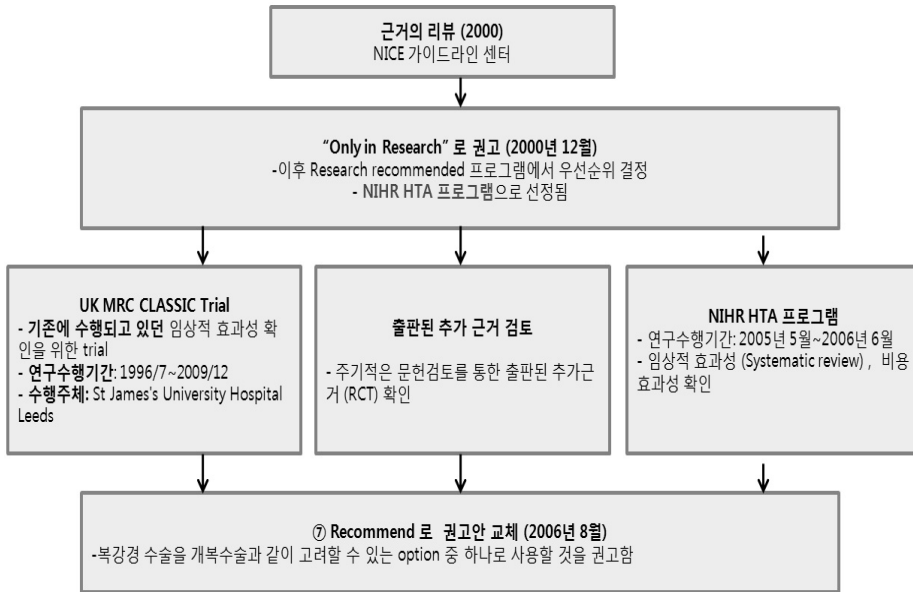 근거의 리뷰 (2000)
NICE 가이드라인 센터
“Only in Research” 로 권고 (2000년 12월)
-이후 Research recommended 프로그램에서 우선순위 결정
- NIHR HTA 프로그램으로 선정됨
UK MRC CLASSIC Trial
- 기존에 수행되고 있던 임상적 효과성 확
인을 위한 trial
- 연구수행기간: 1996/7~2009/12
- 수행주체: St James's University Hospital
Leeds
출판된 추가 근거 검토
- 주기적은 문헌검토를 통한 출판된 추가근
거 (RCT) 확인
NIHR HTA 프로그램
- 연구수행기간: 2005년 5월~2006년 6월
- 임상적 효과성 (Systematic review) , 비용
효과성 확인
⑦ Recommend 로 권고안 교체 (2006년 8월)
-복강경 수술을 개복수술과 같이 고려할 수 있는 option 중 하나로 사용할 것을 권고함